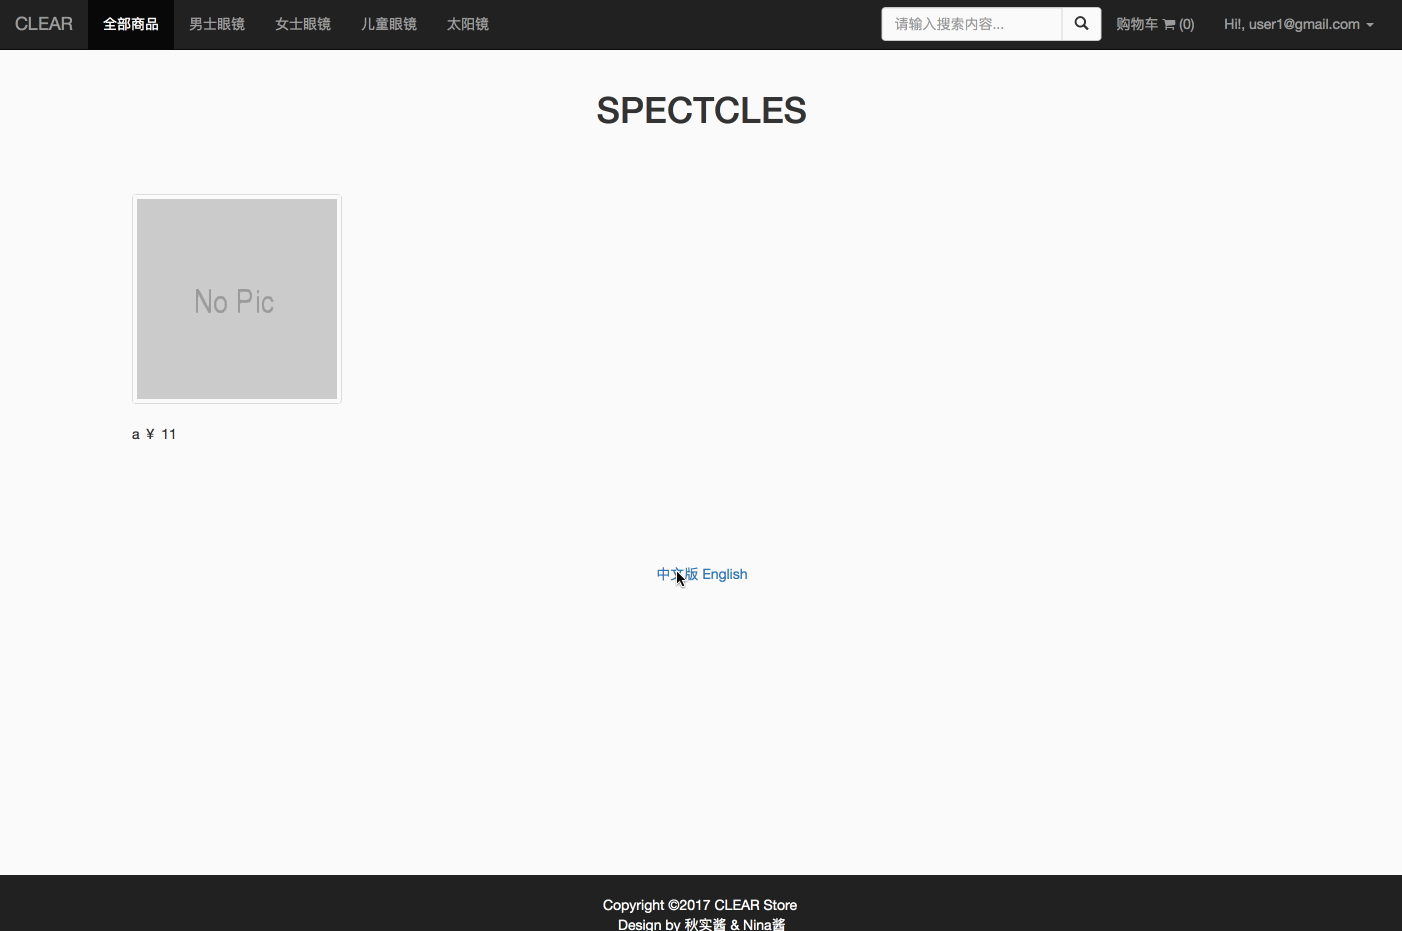 CLEAR 全部商品 男士眼镜 女士眼镜 儿童眼镜 太阳镜 请输入搜索内容... 购物车 (0) Hi!, user1@gmail.com
SPECTCLES
No Pic
a ¥ 11
中文版 English
Copyright ©2017 CLEAR Store
Design by 秋实酱 & Nina酱